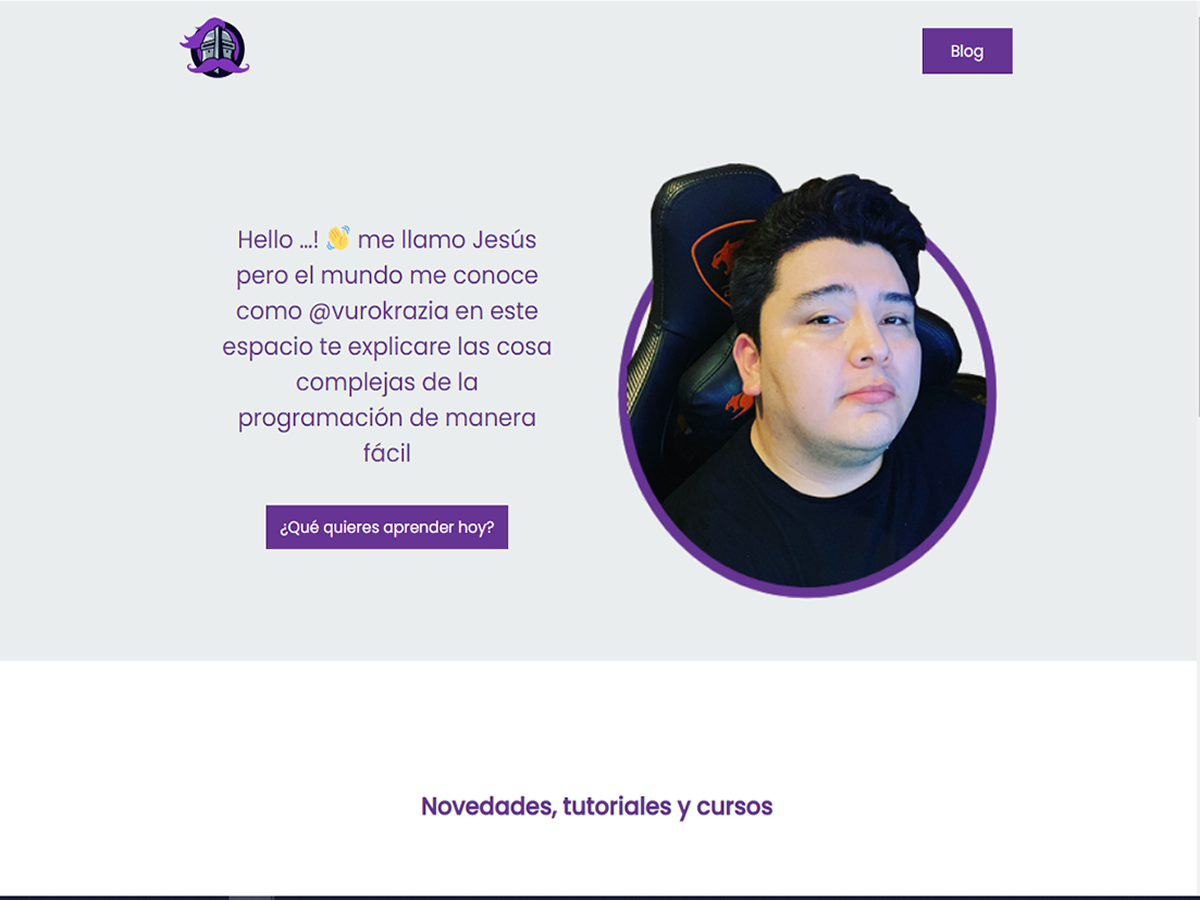 Blog
Hello ...! 👋 me llamo Jesús
pero el mundo me conoce
como @vurokrazia en este
espacio te explicare las cosa
complejas de la
programación de manera
fácil
¿Qué quieres aprender hoy?
Novedades, tutoriales y cursos